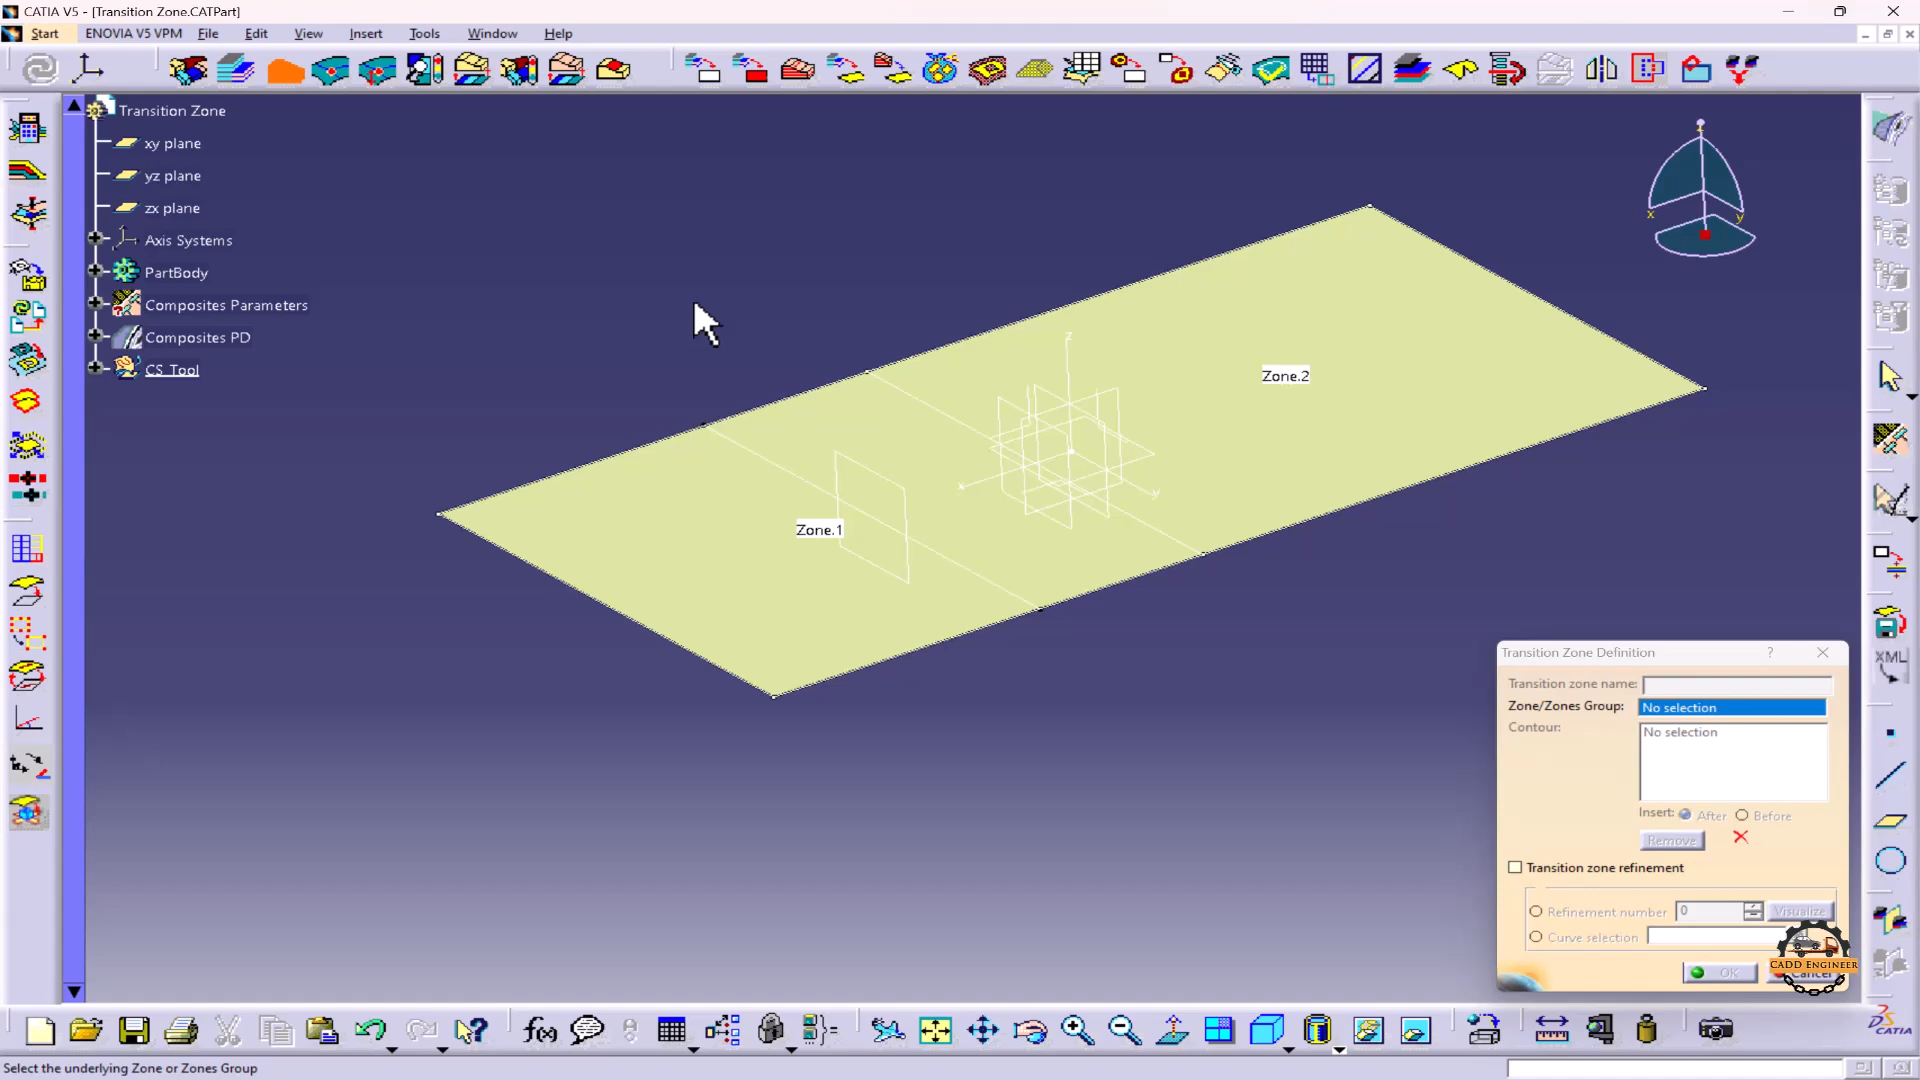 CATIA V5 - [Transition Zone.CATPart]
Start ENOVIA V5 VPM File Edit View Insert Tools Window Help
Transition Zone
xy plane
yz plane
zx plane
Axis Systems
PartBody
Composites Parameters
Composites PD
CS Tool
z
x
y
Zone.2
z
x
y
Zone.1
Transition Zone Definition ?
Transition zone name:
Zone/Zones Group: No selection
Contour: No selection
Insert: After Before
Remove
Transition zone refinement
Refinement number 0 Visualize
Curve selection
OK Cancel
CADD ENGINEER
XML
f(x)
CATIA
Select the underlying Zone or Zones Group